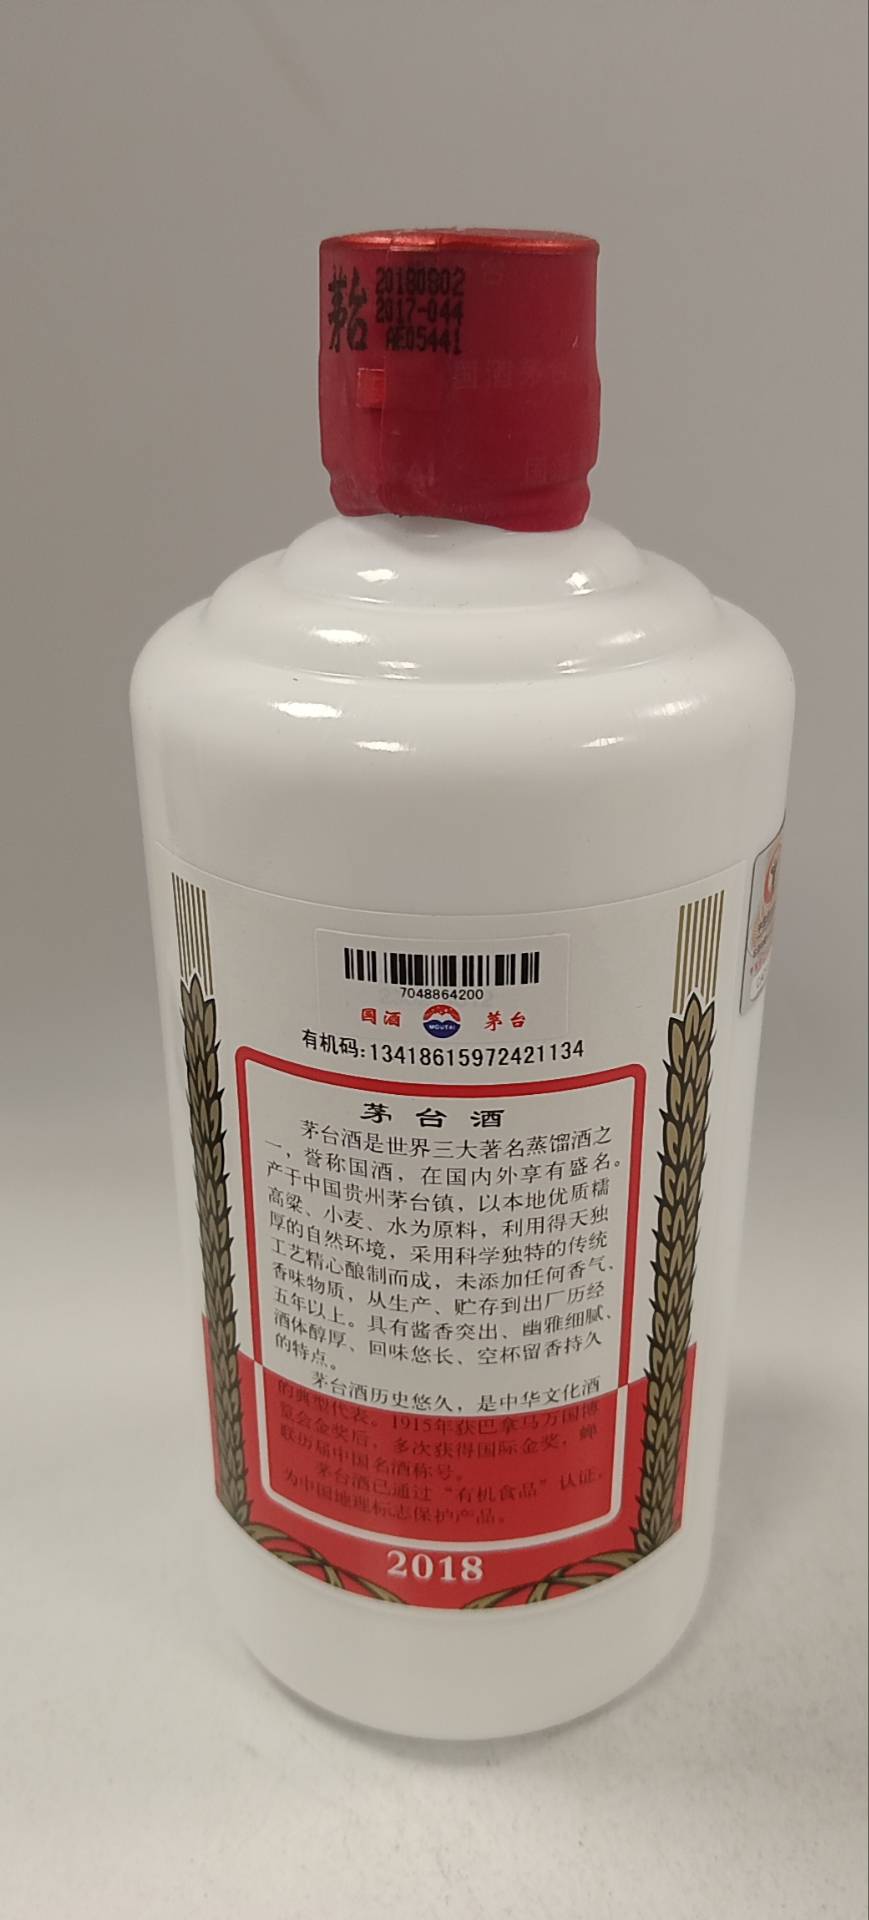 茅台
20180802
2017-044
AE05441
国酒茅台
7048864200
国酒
MOUTAI
茅台
有机码:13418615972421134
茅台酒
茅台酒是世界三大著名蒸馏酒之
一，誉称国酒，在国内外享有盛名。
产于中国贵州茅台镇，以本地优质糯
高粱、小麦、水为原料，利用得天独
厚的自然环境，采用科学独特的传统
工艺精心酿制而成，未添加任何香气、
香味物质，从生产、贮存到出厂历经
五年以上。具有酱香突出、幽雅细腻、
酒体醇厚、回味悠长、空杯留香持久
的特点。
茅台酒历史悠久，是中华文化酒
的典型代表。1915年获巴拿马万国博
览会金奖后，多次获得国际金奖，蝉
联历届中国名酒称号。
茅台酒已通过“有机食品”认证，
为中国地理标志保护产品。
2018